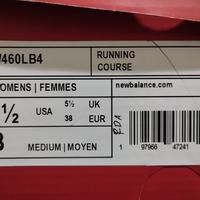 W460LB4
RUNNING
COURSE
WOMENS | FEMMES
½ USA 5½ UK
38 EUR
MEDIUM | MOYEN
newbalance.com
RDA
1 97966 47241